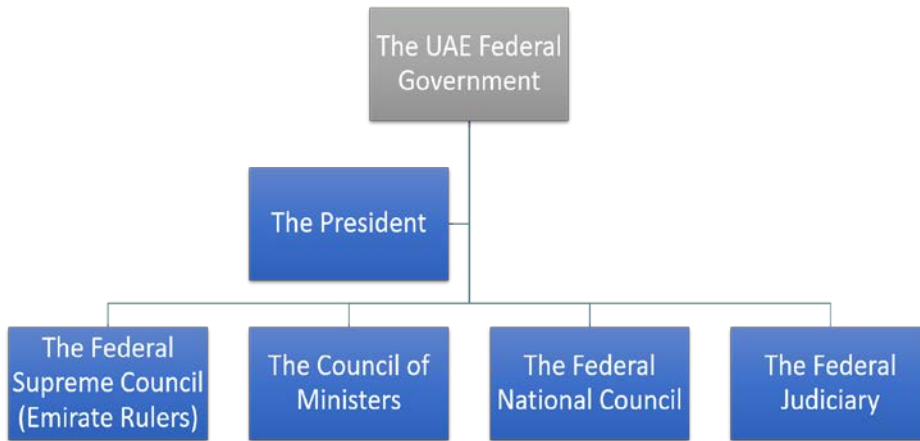 The UAE Federal
Government
The President
The Federal
Supreme Council
(Emirate Rulers)
The Council of
Ministers
The Federal
National Council
The Federal
Judiciary